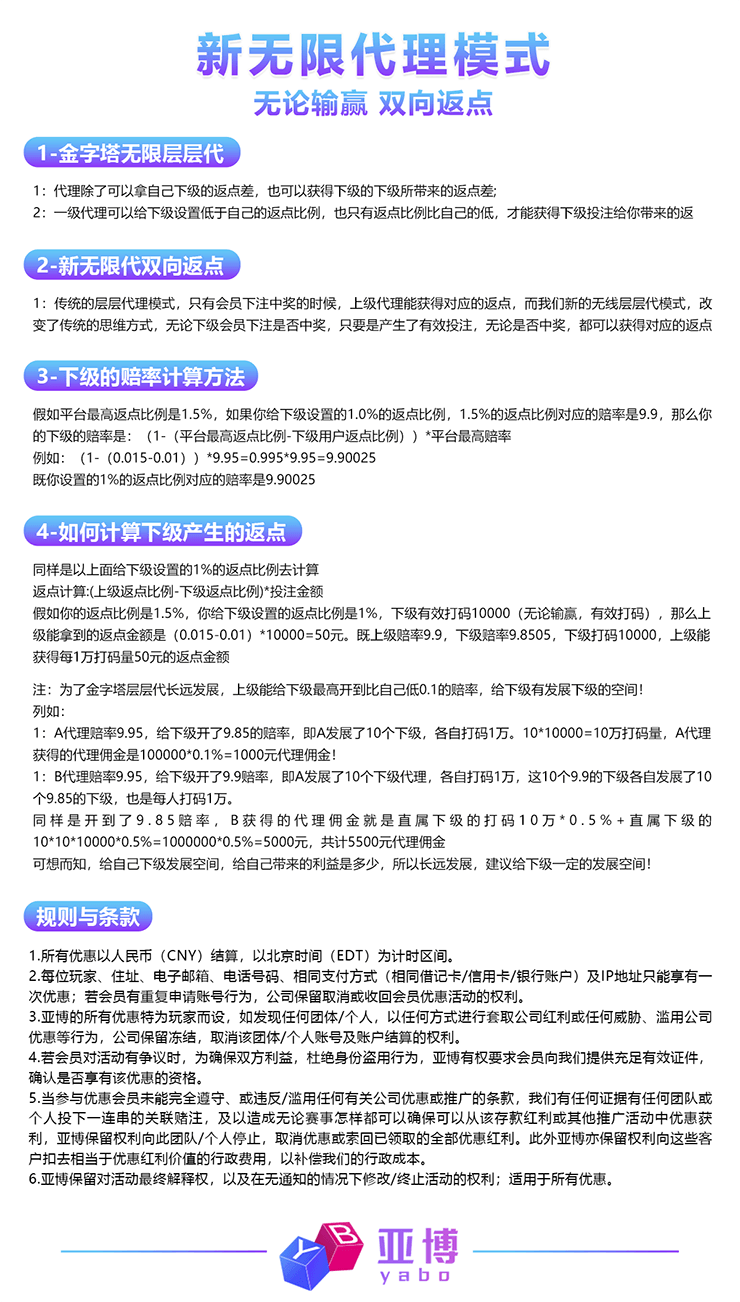 新无限代理模式
无论输赢 双向返点
1-金字塔无限层层代
1：代理除了可以拿自己下级的返点差，也可以获得下级的下级所带来的返点差;
2：一级代理可以给下级设置低于自己的返点比例，也只有返点比例比自己的低，才能获得下级投注给你带来的返
2-新无限代双向返点
1：传统的层层代理模式，只有会员下注中奖的时候，上级代理能获得对应的返点，而我们新的无线层层代模式，改
变了传统的思维方式，无论下级会员下注是否中奖，只要是产生了有效投注，无论是否中奖，都可以获得对应的返点
3-下级的赔率计算方法
假如平台最高返点比例是1.5%，如果你给下级设置的1.0%的返点比例，1.5%的返点比例对应的赔率是9.9，那么你
的下级的赔率是：（1-（平台最高返点比例-下级用户返点比例））*平台最高赔率
例如：（1-（0.015-0.01））*9.95=0.995*9.95=9.90025
既你设置的1%的返点比例对应的赔率是9.90025
4-如何计算下级产生的返点
同样是以上面给下级设置的1%的返点比例去计算
返点计算:(上级返点比例-下级返点比例)*投注金额
假如你的返点比例是1.5%，你给下级设置的返点比例是1%，下级有效打码10000（无论输赢，有效打码），那么上
级能拿到的返点金额是（0.015-0.01）*10000=50元。既上级赔率9.9，下级赔率9.8505，下级打码10000，上级能
获得每1万打码量50元的返点金额
注：为了金字塔层层代长远发展，上级能给下级最高开到比自己低0.1的赔率，给下级有发展下级的空间！
列如：
1：A代理赔率9.95，给下级开了9.85的赔率，即A发展了10个下级，各自打码1万。10*10000=10万打码量，A代理
获得的代理佣金是100000*0.1%=1000元代理佣金！
1：B代理赔率9.95，给下级开了9.9赔率，即A发展了10个下级代理，各自打码1万，这10个9.9的下级各自发展了10
个9.85的下级，也是每人打码1万。
同样是开到了9.85赔率，B获得的代理佣金就是直属下级的打码10万*0.5%+直属下级的
10*10*10000*0.5%=1000000*0.5%=5000元，共计5500元代理佣金
可想而知，给自己下级发展空间，给自己带来的利益是多少，所以长远发展，建议给下级一定的发展空间！
规则与条款
1.所有优惠以人民币（CNY）结算，以北京时间（EDT）为计时区间。
2.每位玩家、住址、电子邮箱、电话号码、相同支付方式（相同借记卡/信用卡/银行账户）及IP地址只能享有一
次优惠；若会员有重复申请账号行为，公司保留取消或收回会员优惠活动的权利。
3.亚博的所有优惠特为玩家而设，如发现任何团体/个人，以任何方式进行套取公司红利或任何威胁、滥用公司
优惠等行为，公司保留冻结，取消该团体/个人账号及账户结算的权利。
4.若会员对活动有争议时，为确保双方利益，杜绝身份盗用行为，亚博有权要求会员向我们提供充足有效证件，
确认是否享有该优惠的资格。
5.当参与优惠会员未能完全遵守、或违反/滥用任何有关公司优惠或推广的条款，我们有任何证据有任何团队或
个人投下一连串的关联赌注，及以造成无论赛事怎样都可以确保可以从该存款红利或其他推广活动中优惠获
利，亚博保留权利向此团队/个人停止，取消优惠或索回已领取的全部优惠红利。此外亚博亦保留权利向这些客
户扣去相当于优惠红利价值的行政费用，以补偿我们的行政成本。
6.亚博保留对活动最终解释权，以及在无通知的情况下修改/终止活动的权利；适用于所有优惠。
Y B
亚博
yabo